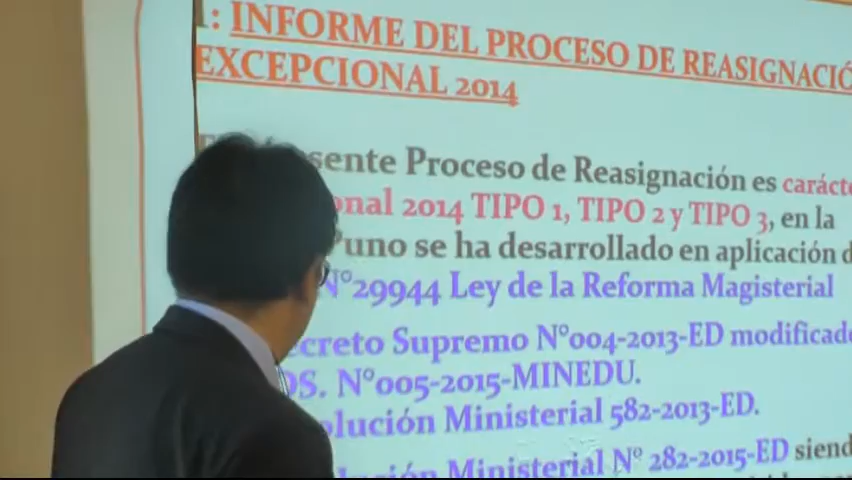 : INFORME DEL PROCESO DE REASIGNACIÓ
EXCEPCIONAL 2014
sente Proceso de Reasignación es caráct
onal 2014 TIPO 1, TIPO 2 y TIPO 3, en la
Puno se ha desarrollado en aplicación d
N°29944 Ley de la Reforma Magisterial
creto Supremo N°004-2013-ED modificad
DS. N°005-2015-MINEDU.
olución Ministerial 582-2013-ED.
lución Ministerial N° 282-2015-ED siend